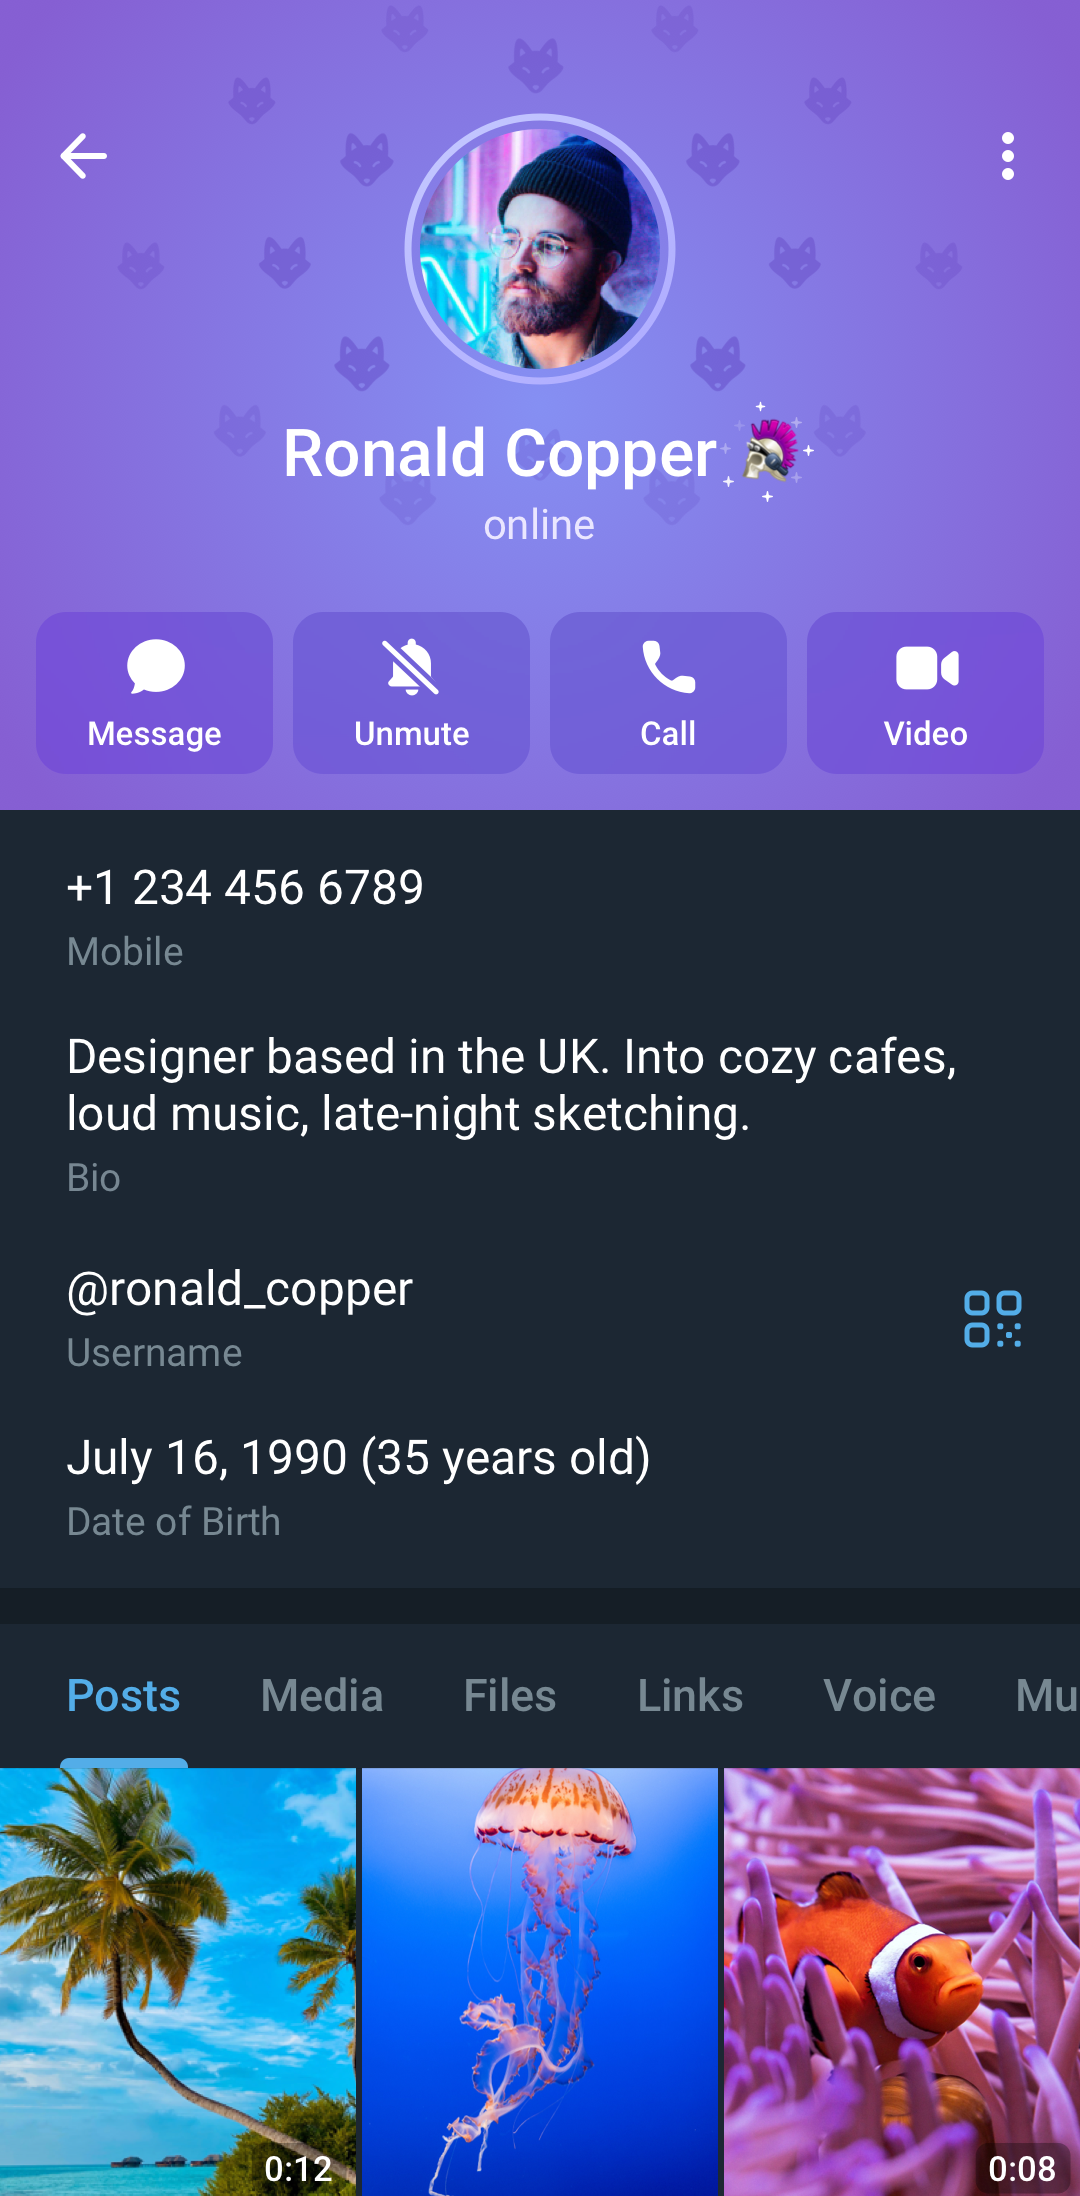 Ronald Copper
online
Message
Unmute
Call
Video
+1 234 456 6789
Mobile
Designer based in the UK. Into cozy cafes,
loud music, late-night sketching.
Bio
@ronald_copper
Username
July 16, 1990 (35 years old)
Date of Birth
Posts
Media
Files
Links
Voice
Mu
0:12
0:08